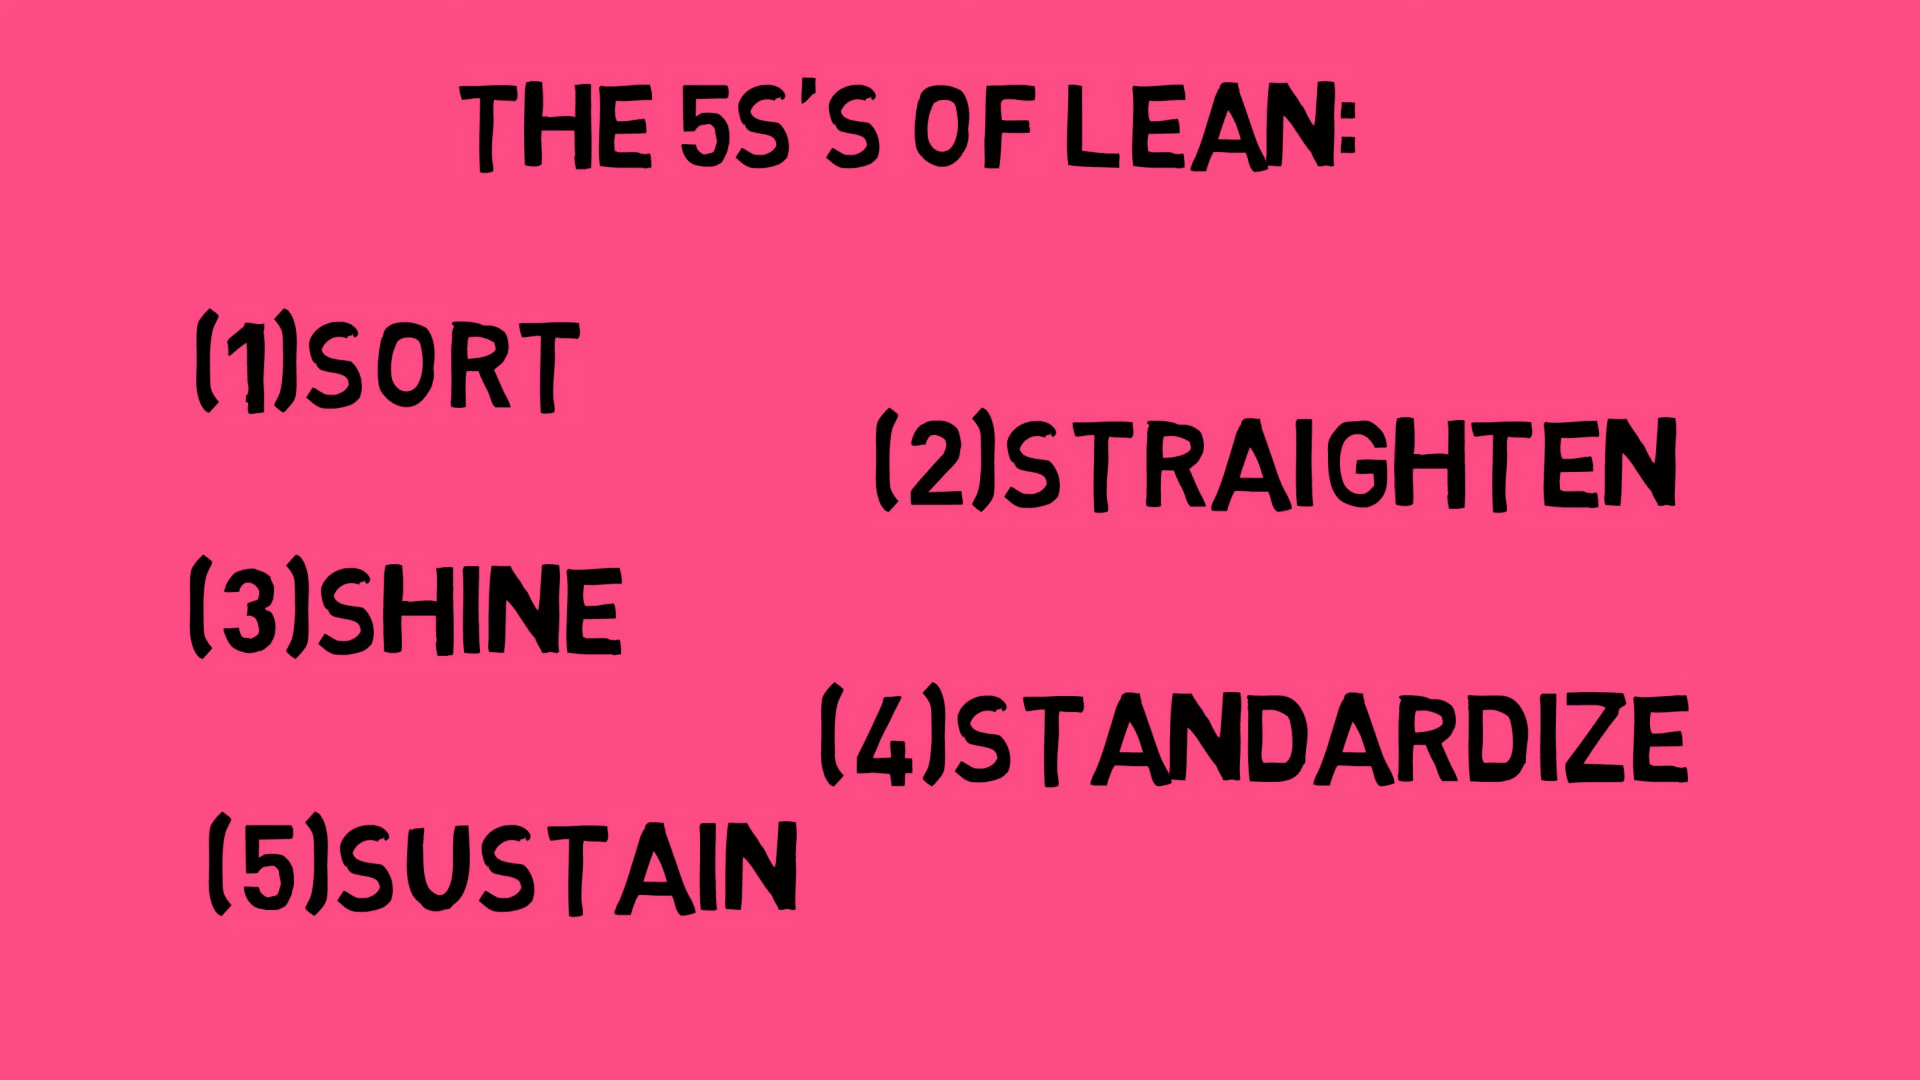 THE 5S'S OF LEAN:
(1)SORT
(2)STRAIGHTEN
(3)SHINE
(4)STANDARDIZE
(5)SUSTAIN